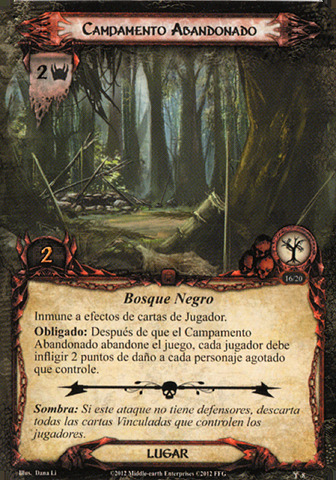 Campamento Abandonado
2
2
16/20
Bosque Negro
Inmune a efectos de cartas de Jugador.
Obligado: Después de que el Campamento
Abandonado abandone el juego, cada jugador debe
infligir 2 puntos de daño a cada personaje agotado
que controle.
Sombra: Si este ataque no tiene defensores, descarta
todas las cartas Vinculadas que controlen los
jugadores.
LUGAR
Illus. Dana Li
©2012 Middle-earth Enterprises ©2012 FFG